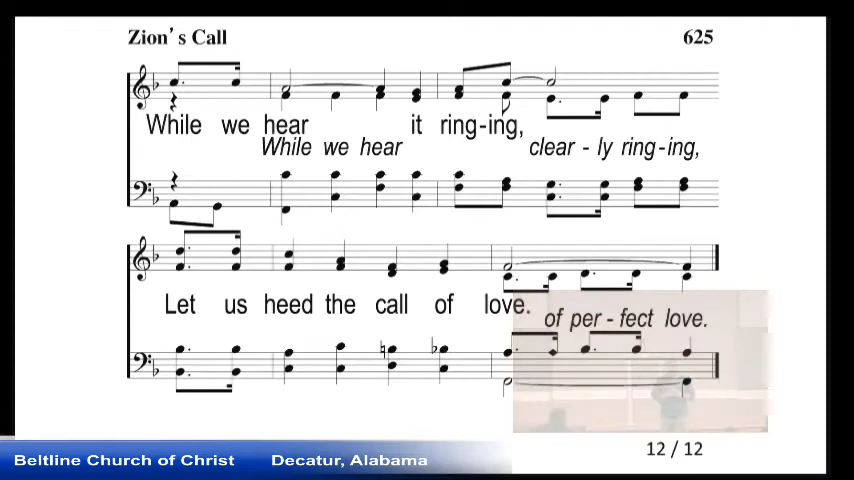 Zion's Call 625
While we hear it ring-ing,
While we hear clear - ly ring-ing,
Let us heed the call of love.
of per - fect love.
12 / 12
Beltline Church of Christ Decatur, Alabama